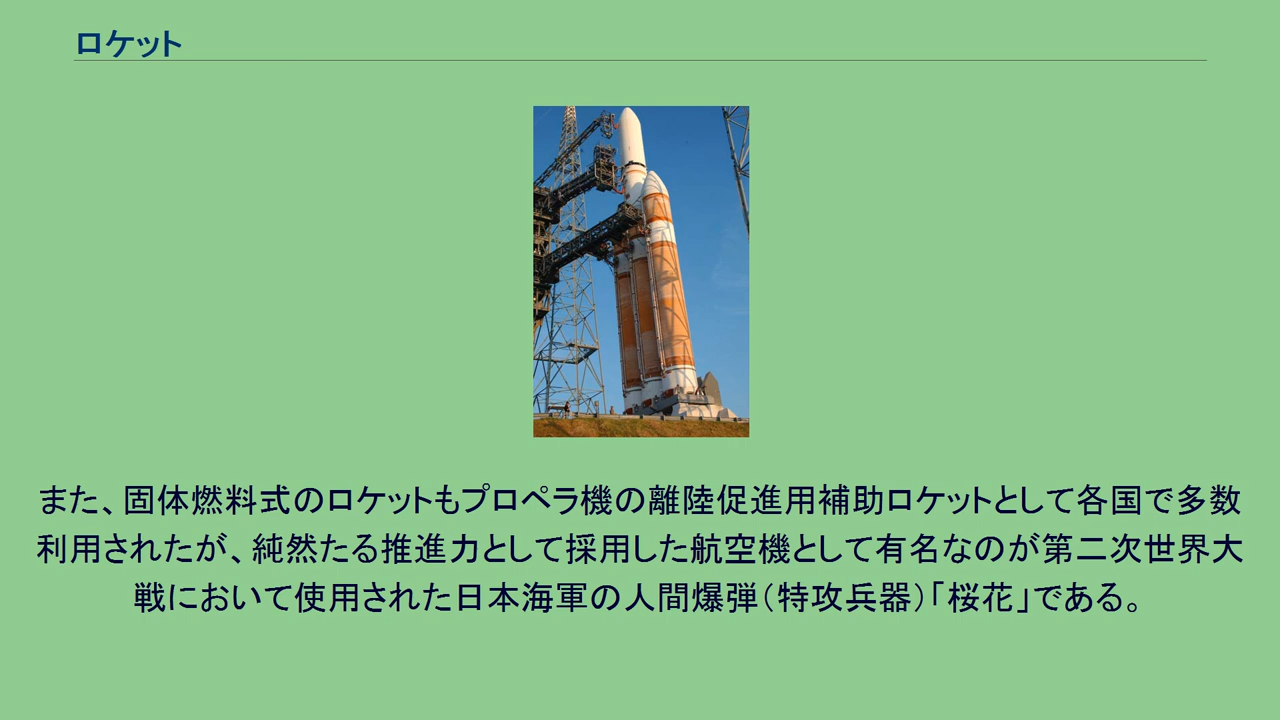 ロケット
また、固体燃料式のロケットもプロペラ機の離陸促進用補助ロケットとして各国で多数
利用されたが、純然たる推進力として採用した航空機として有名なのが第二次世界大
戦において使用された日本海軍の人間爆弾（特攻兵器）「桜花」である。